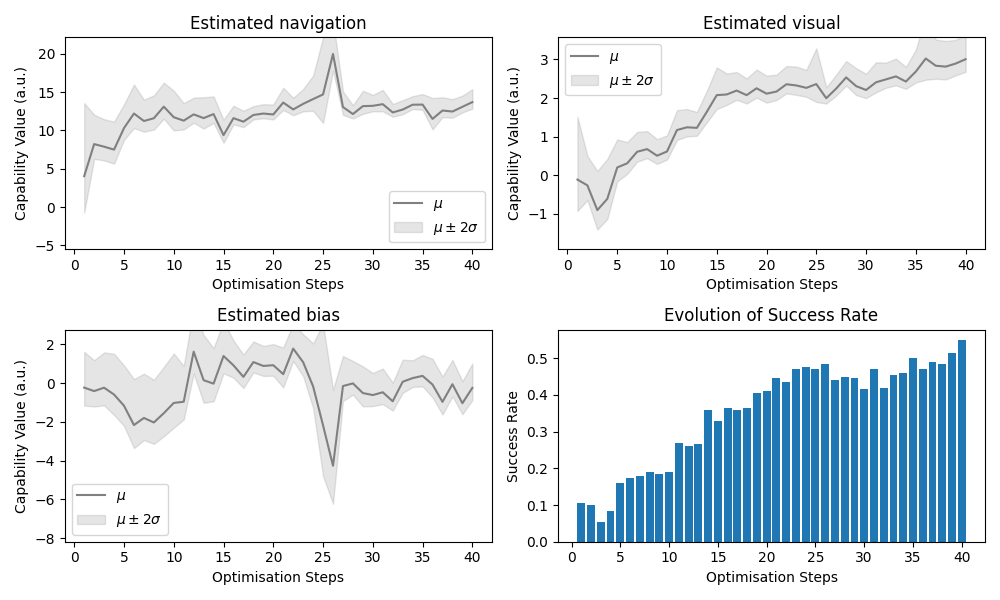 Estimated navigation
Capability Value (a.u.)
20
15
10
5
0
−5
μ
μ ± 2σ
0 5 10 15 20 25 30 35 40
Optimisation Steps
Estimated visual
Capability Value (a.u.)
3
2
1
0
−1
μ
μ ± 2σ
0 5 10 15 20 25 30 35 40
Optimisation Steps
Estimated bias
Capability Value (a.u.)
2
0
−2
−4
−6
−8
μ
μ ± 2σ
0 5 10 15 20 25 30 35 40
Optimisation Steps
Evolution of Success Rate
Success Rate
0.5
0.4
0.3
0.2
0.1
0.0
0 5 10 15 20 25 30 35 40
Optimisation Steps